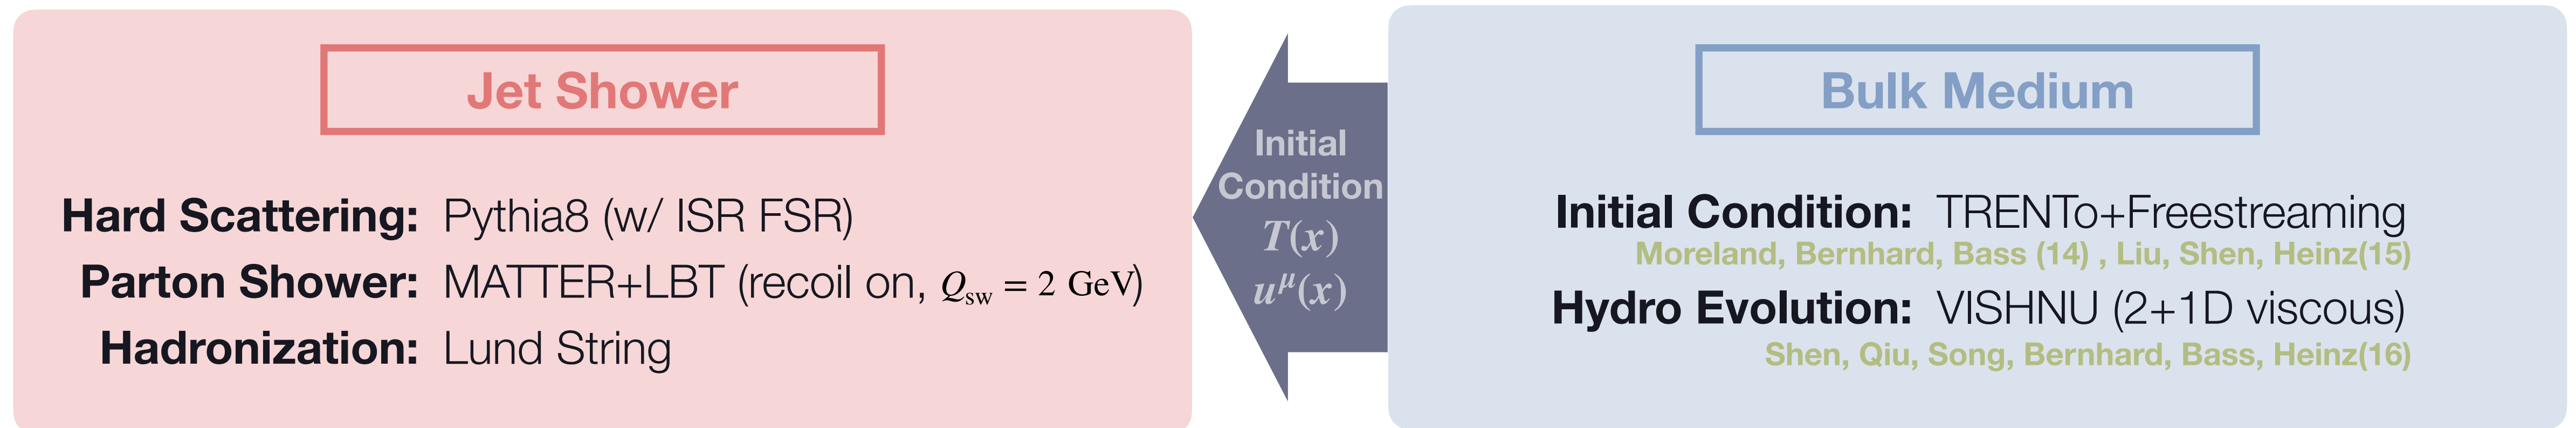 Jet Shower
Hard Scattering: Pythia8 (w/ ISR FSR)
Parton Shower: MATTER+LBT (recoil on, Q_sw = 2 GeV)
Hadronization: Lund String
Initial
Condition
T(x)
u^μ(x)
Bulk Medium
Initial Condition: TRENTo+Freestreaming
Moreland, Bernhard, Bass (14) , Liu, Shen, Heinz(15)
Hydro Evolution: VISHNU (2+1D viscous)
Shen, Qiu, Song, Bernhard, Bass, Heinz(16)